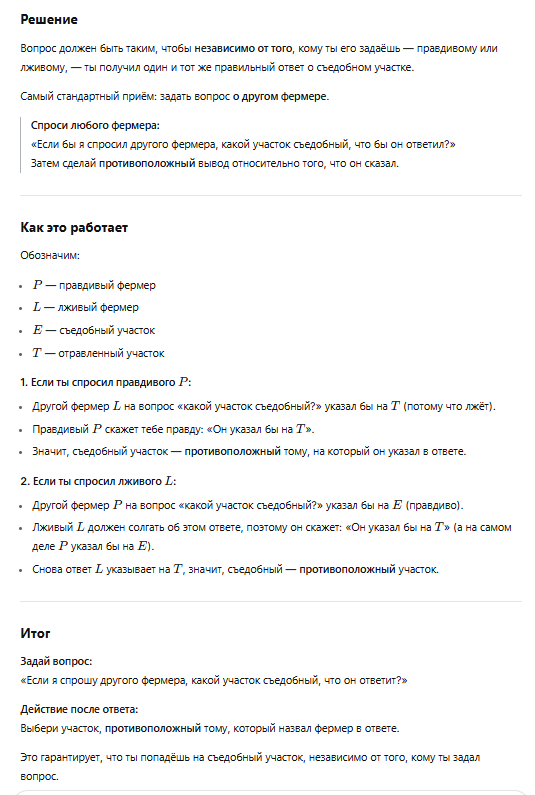 Решение
Вопрос должен быть таким, чтобы независимо от того, кому ты его задаёшь — правдивому или
лживому, — ты получил один и тот же правильный ответ о съедобном участке.
Самый стандартный приём: задать вопрос о другом фермере.
Спроси любого фермера:
«Если бы я спросил другого фермера, какой участок съедобный, что бы он ответил?»
Затем сделай противоположный вывод относительно того, что он сказал.
Как это работает
Обозначим:
• P — правдивый фермер
• L — лживый фермер
• E — съедобный участок
• T — отравленный участок
1. Если ты спросил правдивого P:
• Другой фермер L на вопрос «какой участок съедобный?» указал бы на T (потому что лжёт).
• Правдивый P скажет тебе правду: «Он указал бы на T».
• Значит, съедобный участок — противоположный тому, на который он указал в ответе.
2. Если ты спросил лживого L:
• Другой фермер P на вопрос «какой участок съедобный?» указал бы на E (правдиво).
• Лживый L должен солгать об этом ответе, поэтому он скажет: «Он указал бы на T» (а на самом
деле P указал бы на E).
• Снова ответ L указывает на T, значит, съедобный — противоположный участок.
Итог
Задай вопрос:
«Если я спрошу другого фермера, какой участок съедобный, что он ответит?»
Действие после ответа:
Выбери участок, противоположный тому, который назвал фермер в ответе.
Это гарантирует, что ты попадёшь на съедобный участок, независимо от того, кому ты задал
вопрос.